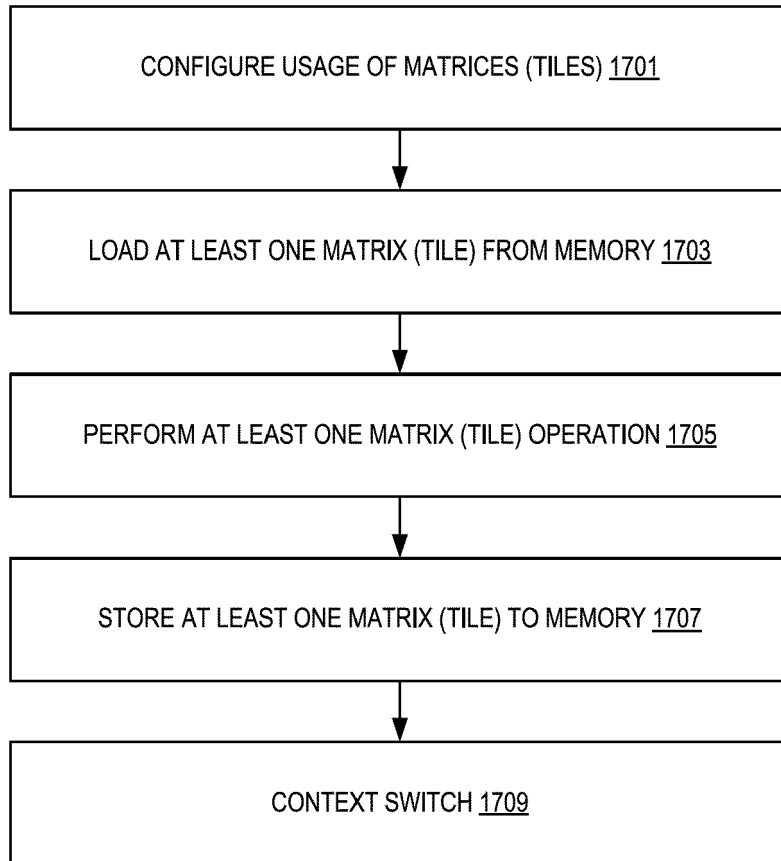 CONFIGURE USAGE OF MATRICES (TILES) 1701
LOAD AT LEAST ONE MATRIX (TILE) FROM MEMORY 1703
PERFORM AT LEAST ONE MATRIX (TILE) OPERATION 1705
STORE AT LEAST ONE MATRIX (TILE) TO MEMORY 1707
CONTEXT SWITCH 1709